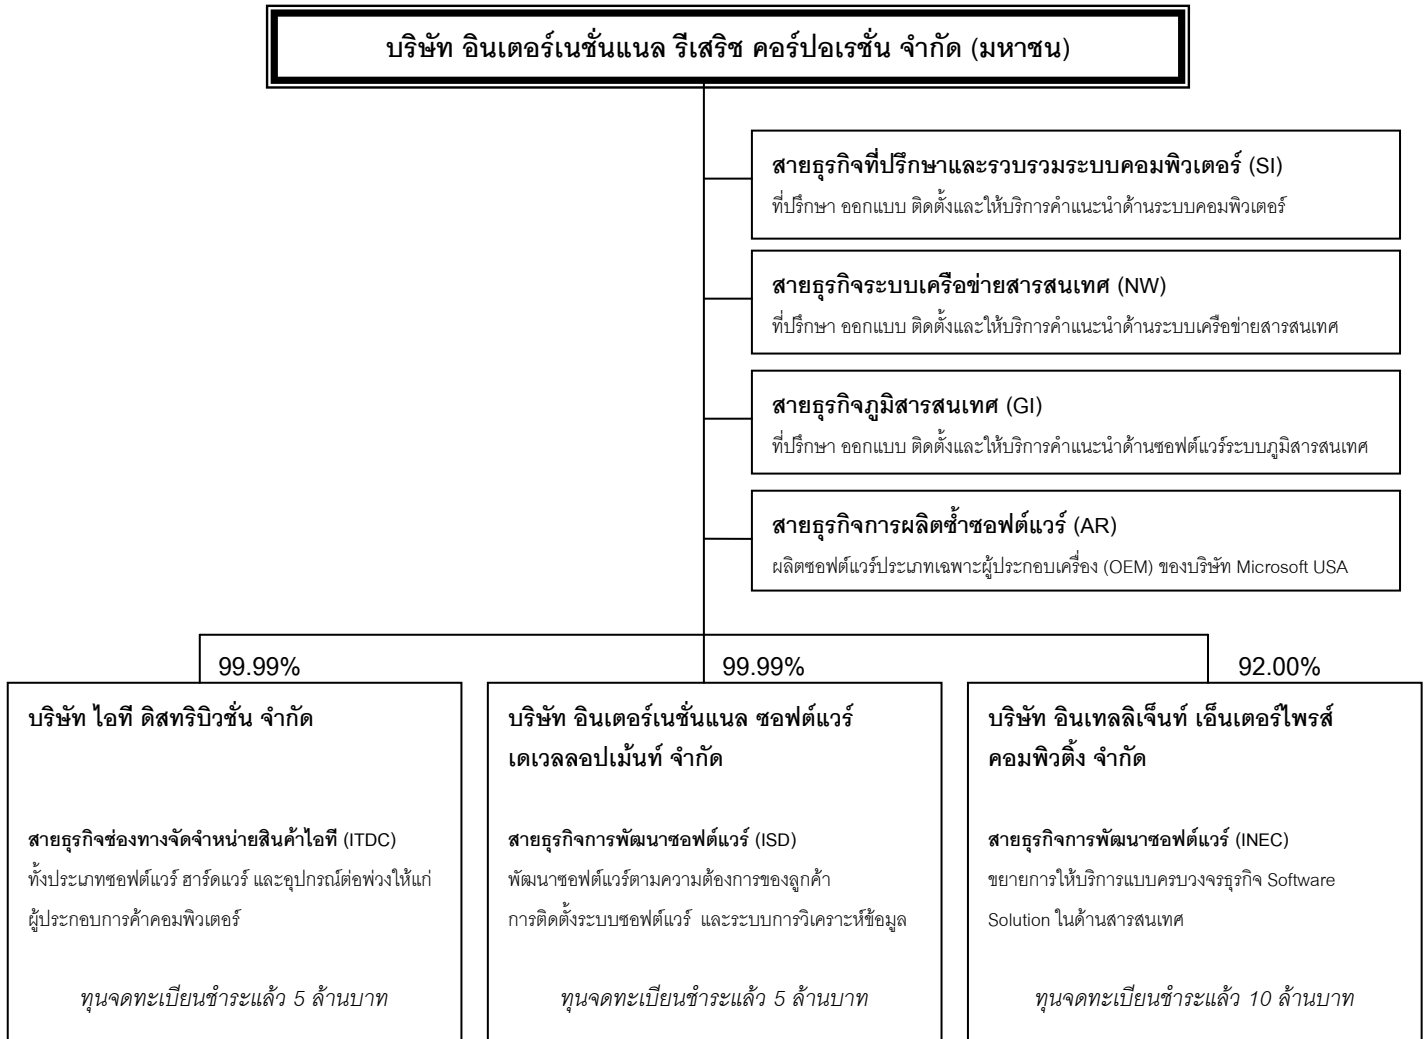 บริษัท อินเตอร์เนชั่นแนล รีเสริช คอร์ปอเรชั่น จำกัด (มหาชน)
สายธุรกิจที่ปรึกษาและรวบรวมระบบคอมพิวเตอร์ (SI)
ที่ปรึกษา ออกแบบ ติดตั้งและให้บริการคำแนะนำด้านระบบคอมพิวเตอร์
สายธุรกิจระบบเครือข่ายสารสนเทศ (NW)
ที่ปรึกษา ออกแบบ ติดตั้งและให้บริการคำแนะนำด้านระบบเครือข่ายสารสนเทศ
สายธุรกิจภูมิสารสนเทศ (GI)
ที่ปรึกษา ออกแบบ ติดตั้งและให้บริการคำแนะนำด้านซอฟต์แวร์ระบบภูมิสารสนเทศ
สายธุรกิจการผลิตซ้ำซอฟต์แวร์ (AR)
ผลิตซอฟต์แวร์ประเภทเฉพาะผู้ประกอบเครื่อง (OEM) ของบริษัท Microsoft USA
99.99%
บริษัท ไอที ดิสทริบิวชั่น จำกัด
สายธุรกิจช่องทางจัดจำหน่ายสินค้าไอที (ITDC)
ทั้งประเภทซอฟต์แวร์ ฮาร์ดแวร์ และอุปกรณ์ต่อพ่วงให้แก่
ผู้ประกอบการค้าคอมพิวเตอร์
ทุนจดทะเบียนชำระแล้ว 5 ล้านบาท
99.99%
บริษัท อินเตอร์เนชั่นแนล ซอฟต์แวร์
เดเวลลอปเม้นท์ จำกัด
สายธุรกิจการพัฒนาซอฟต์แวร์ (ISD)
พัฒนาซอฟต์แวร์ตามความต้องการของลูกค้า
การติดตั้งระบบซอฟต์แวร์ และระบบการวิเคราะห์ข้อมูล
ทุนจดทะเบียนชำระแล้ว 5 ล้านบาท
92.00%
บริษัท อินเทลลิเจ็นท์ เอ็นเตอร์ไพรส์
คอมพิวติ้ง จำกัด
สายธุรกิจการพัฒนาซอฟต์แวร์ (INEC)
ขยายการให้บริการแบบครบวงจรธุรกิจ Software
Solution ในด้านสารสนเทศ
ทุนจดทะเบียนชำระแล้ว 10 ล้านบาท